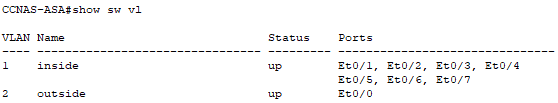 CCNAS-ASA#show sw vl
VLAN Name Status Ports
---- -------------------------------- --------- -----------------------------
1 inside up Et0/1, Et0/2, Et0/3, Et0/4
Et0/5, Et0/6, Et0/7
2 outside up Et0/0